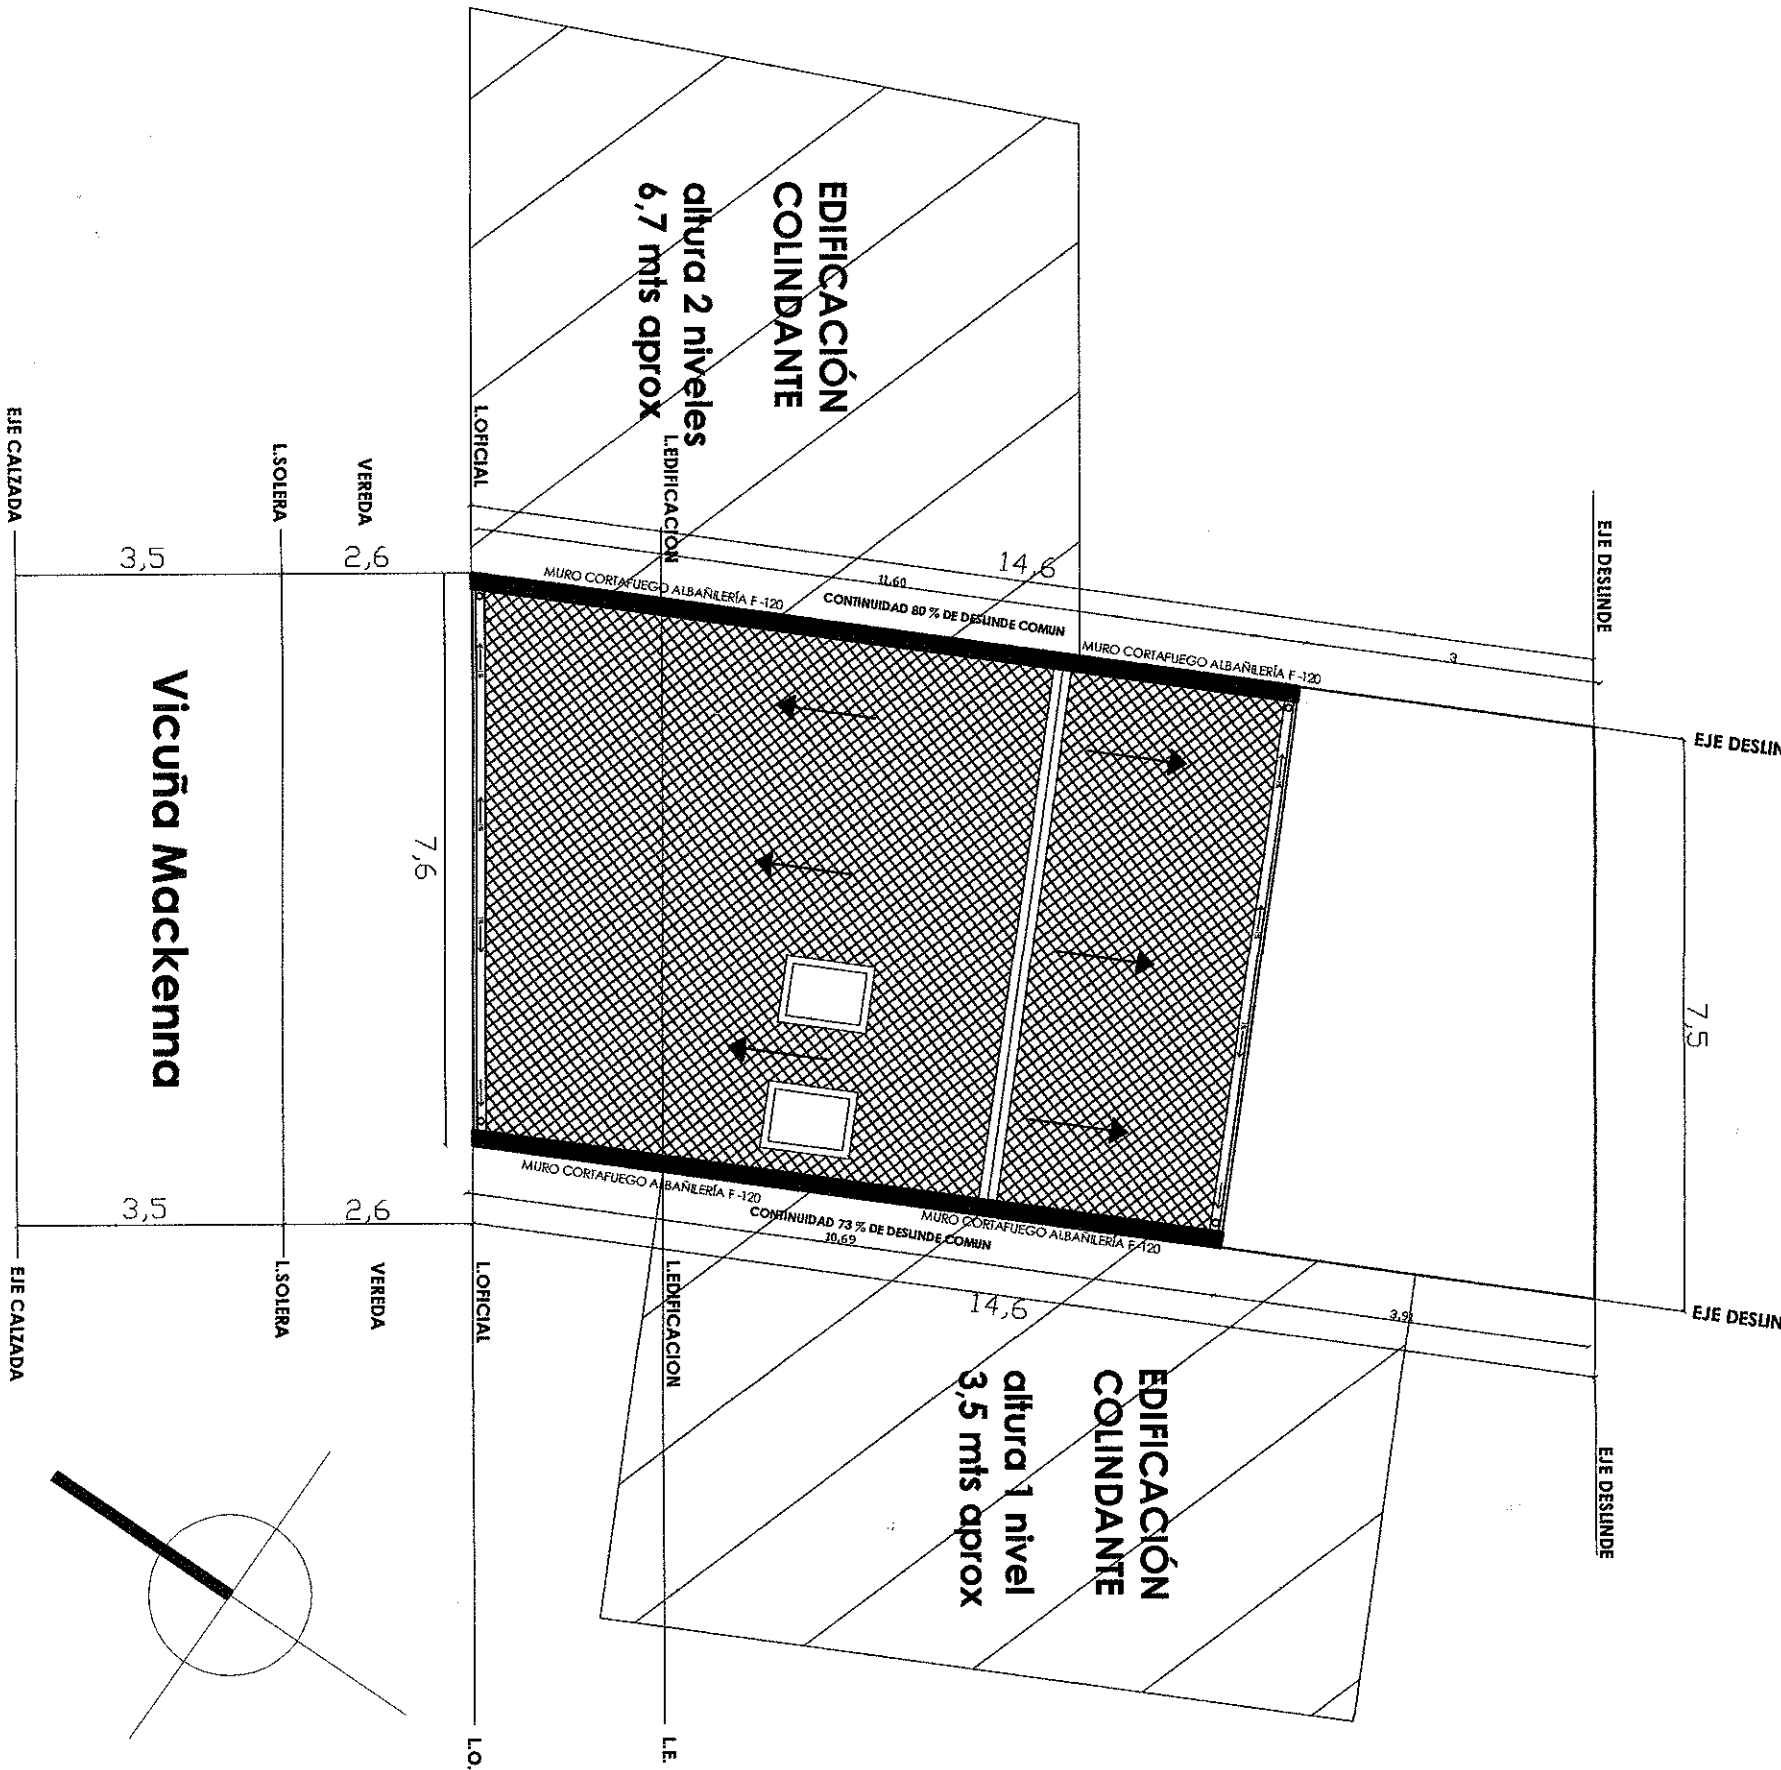 EDIFICACIÓN
COLINDANTE
altura 2 niveles
6,7 mts aprox
EJE CALZADA
L.SOLERA
VEREDA
L.OFICIAL
L.EDIFICACION
EJE DESLINDE
3,5
2,6
14,6
11,60
3
CONTINUIDAD 80 % DE DESLINDE COMUN
MURO CORTAFUEGO ALBAÑILERÍA F -120
MURO CORTAFUEGO ALBAÑILERÍA F -120
EJE DESLIN
Vicuña Mackenna
7,6
7,5
MURO CORTAFUEGO ALBAÑILERÍA F -120
MURO CORTAFUEGO ALBAÑILERÍA F -120
CONTINUIDAD 73 % DE DESLINDE COMUN
10,69
3,91
14,6
3,5
2,6
EJE DESLIN
EJE CALZADA
L.SOLERA
VEREDA
L.OFICIAL
L.EDIFICACION
EJE DESLINDE
EDIFICACIÓN
COLINDANTE
altura 1 nivel
3,5 mts aprox
L.O.
L.E.